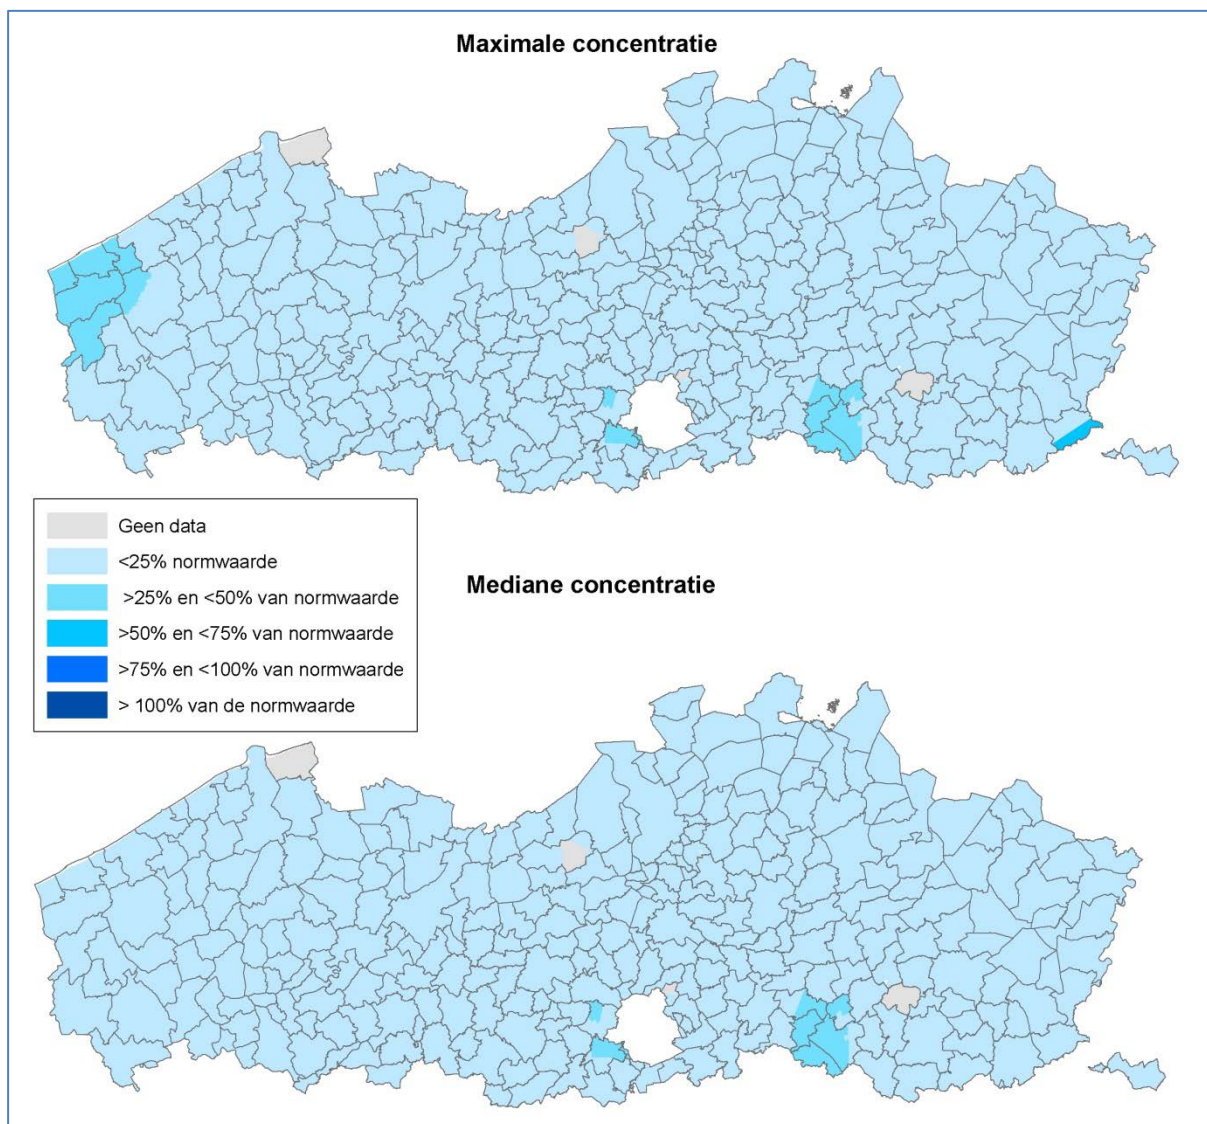 Maximale concentratie
Geen data
<25% normwaarde
>25% en <50% van normwaarde
>50% en <75% van normwaarde
>75% en <100% van normwaarde
> 100% van de normwaarde
Mediane concentratie